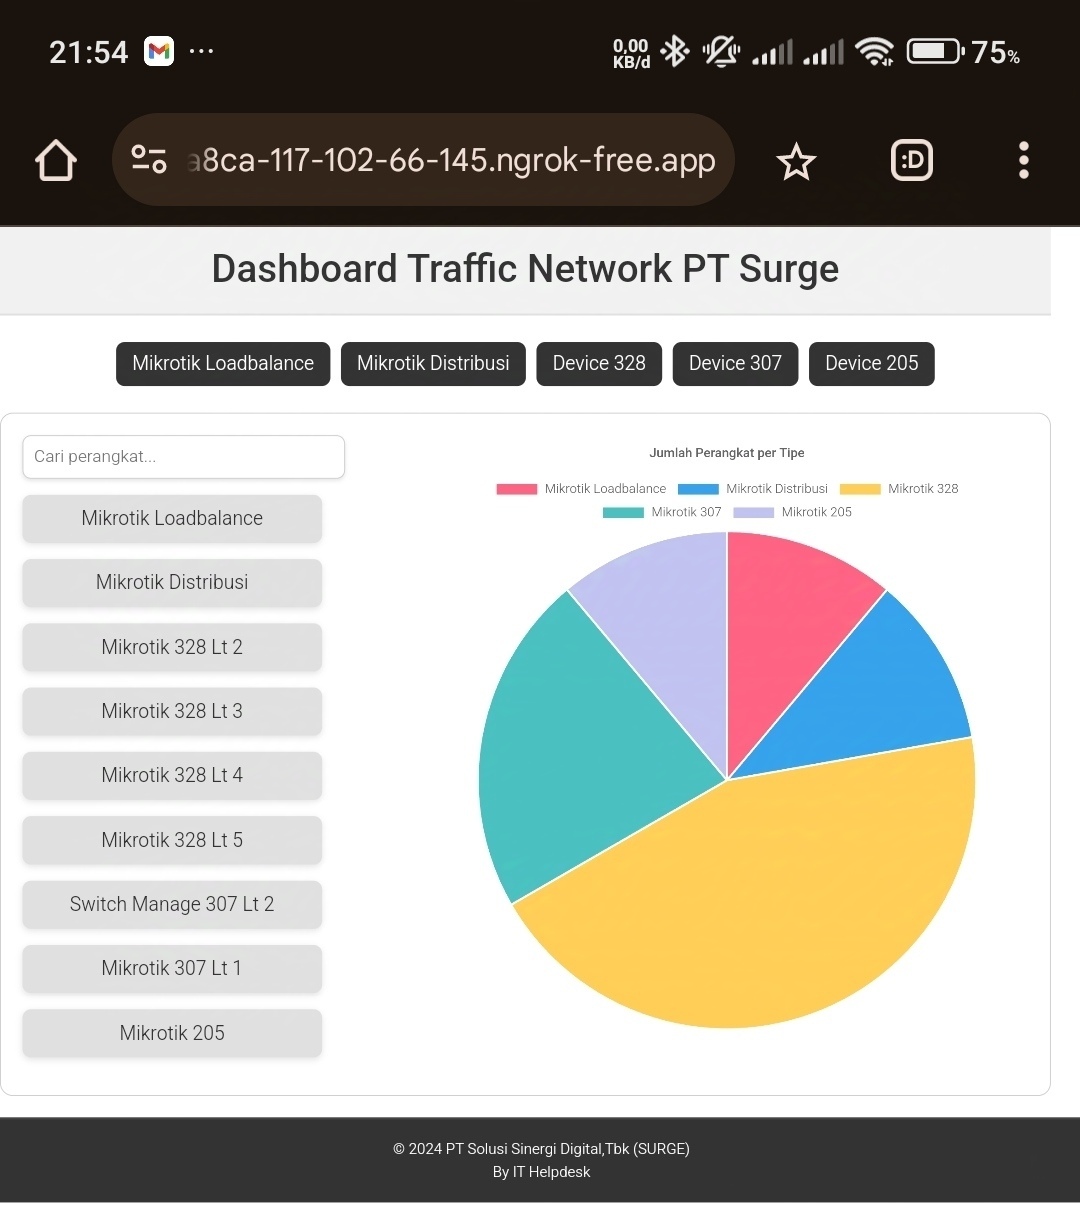 21:54 ...
0,00
KB/d
75%
a8ca-117-102-66-145.ngrok-free.app
:D
Dashboard Traffic Network PT Surge
Mikrotik Loadbalance Mikrotik Distribusi Device 328 Device 307 Device 205
Cari perangkat...
Mikrotik Loadbalance
Mikrotik Distribusi
Mikrotik 328 Lt 2
Mikrotik 328 Lt 3
Mikrotik 328 Lt 4
Mikrotik 328 Lt 5
Switch Manage 307 Lt 2
Mikrotik 307 Lt 1
Mikrotik 205
Jumlah Perangkat per Tipe
Mikrotik Loadbalance Mikrotik Distribusi Mikrotik 328
Mikrotik 307 Mikrotik 205
© 2024 PT Solusi Sinergi Digital,Tbk (SURGE)
By IT Helpdesk